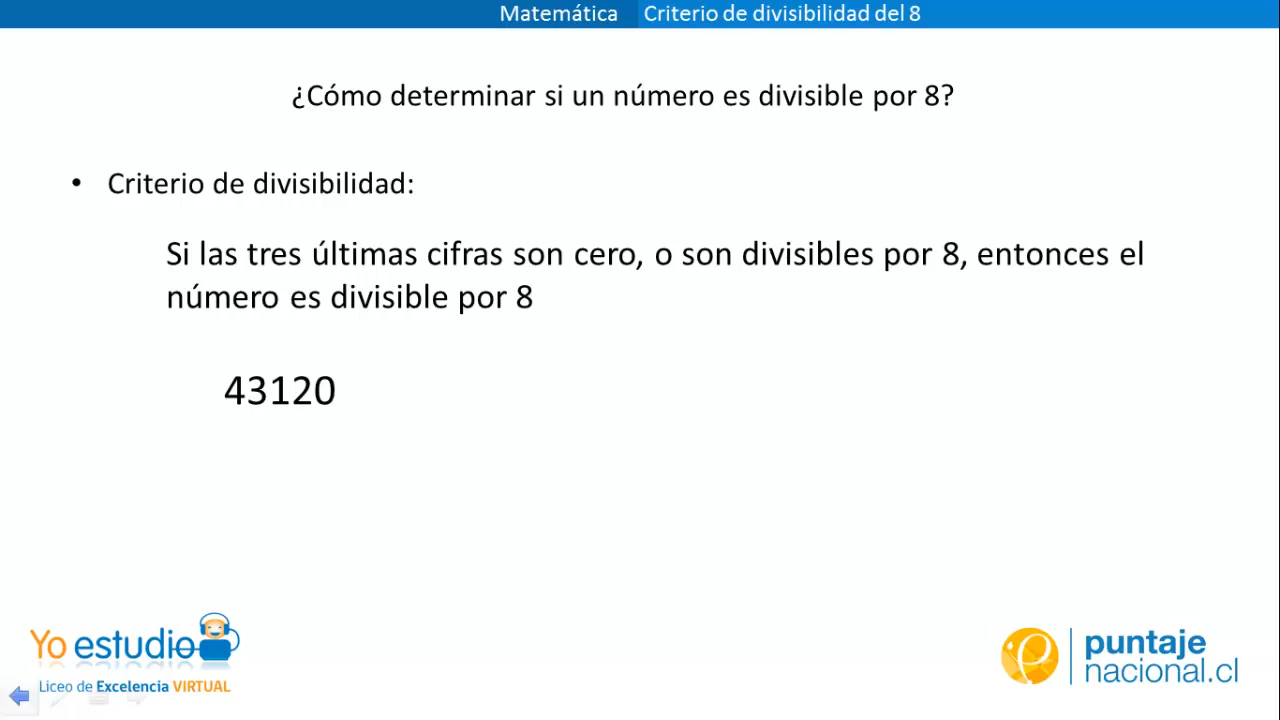 Matemática Criterio de divisibilidad del 8
¿Cómo determinar si un número es divisible por 8?
• Criterio de divisibilidad:
Si las tres últimas cifras son cero, o son divisibles por 8, entonces el
número es divisible por 8
43120
Yo estudio
Liceo de Excelencia VIRTUAL
puntaje
nacional.cl